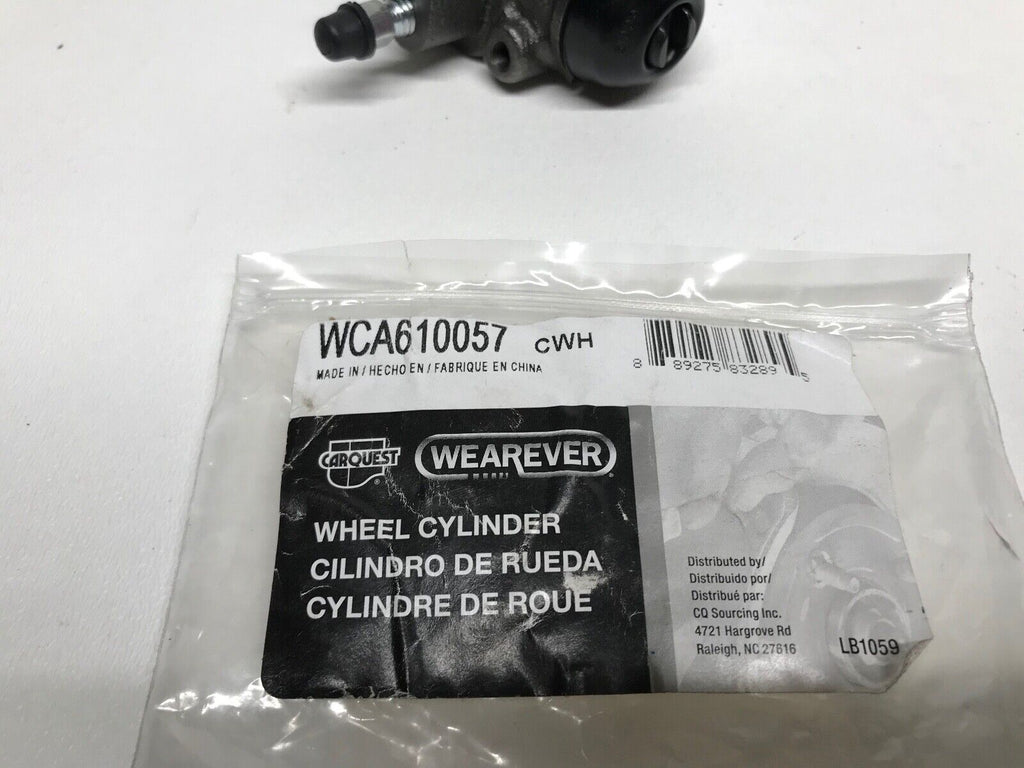 WCA610057 CWH
MADE IN / HECHO EN / FABRIQUE EN CHINA
8 89275 83289 5
CARQUEST® WEAREVER®
WHEEL CYLINDER
CILINDRO DE RUEDA
CYLINDRE DE ROUE
Distributed by/
Distribuido por/
Distribué par:
CQ Sourcing Inc.
4721 Hargrove Rd
Raleigh, NC 27616
LB1059